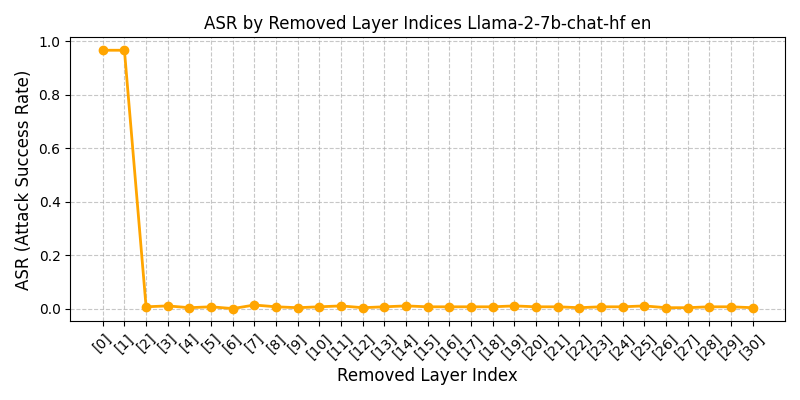 ASR by Removed Layer Indices Llama-2-7b-chat-hf en
ASR (Attack Success Rate)
1.0
0.8
0.6
0.4
0.2
0.0
[0] [1] [2] [3] [4] [5] [6] [7] [8] [9] [10] [11] [12] [13] [14] [15] [16] [17] [18] [19] [20] [21] [22] [23] [24] [25] [26] [27] [28] [29] [30]
Removed Layer Index